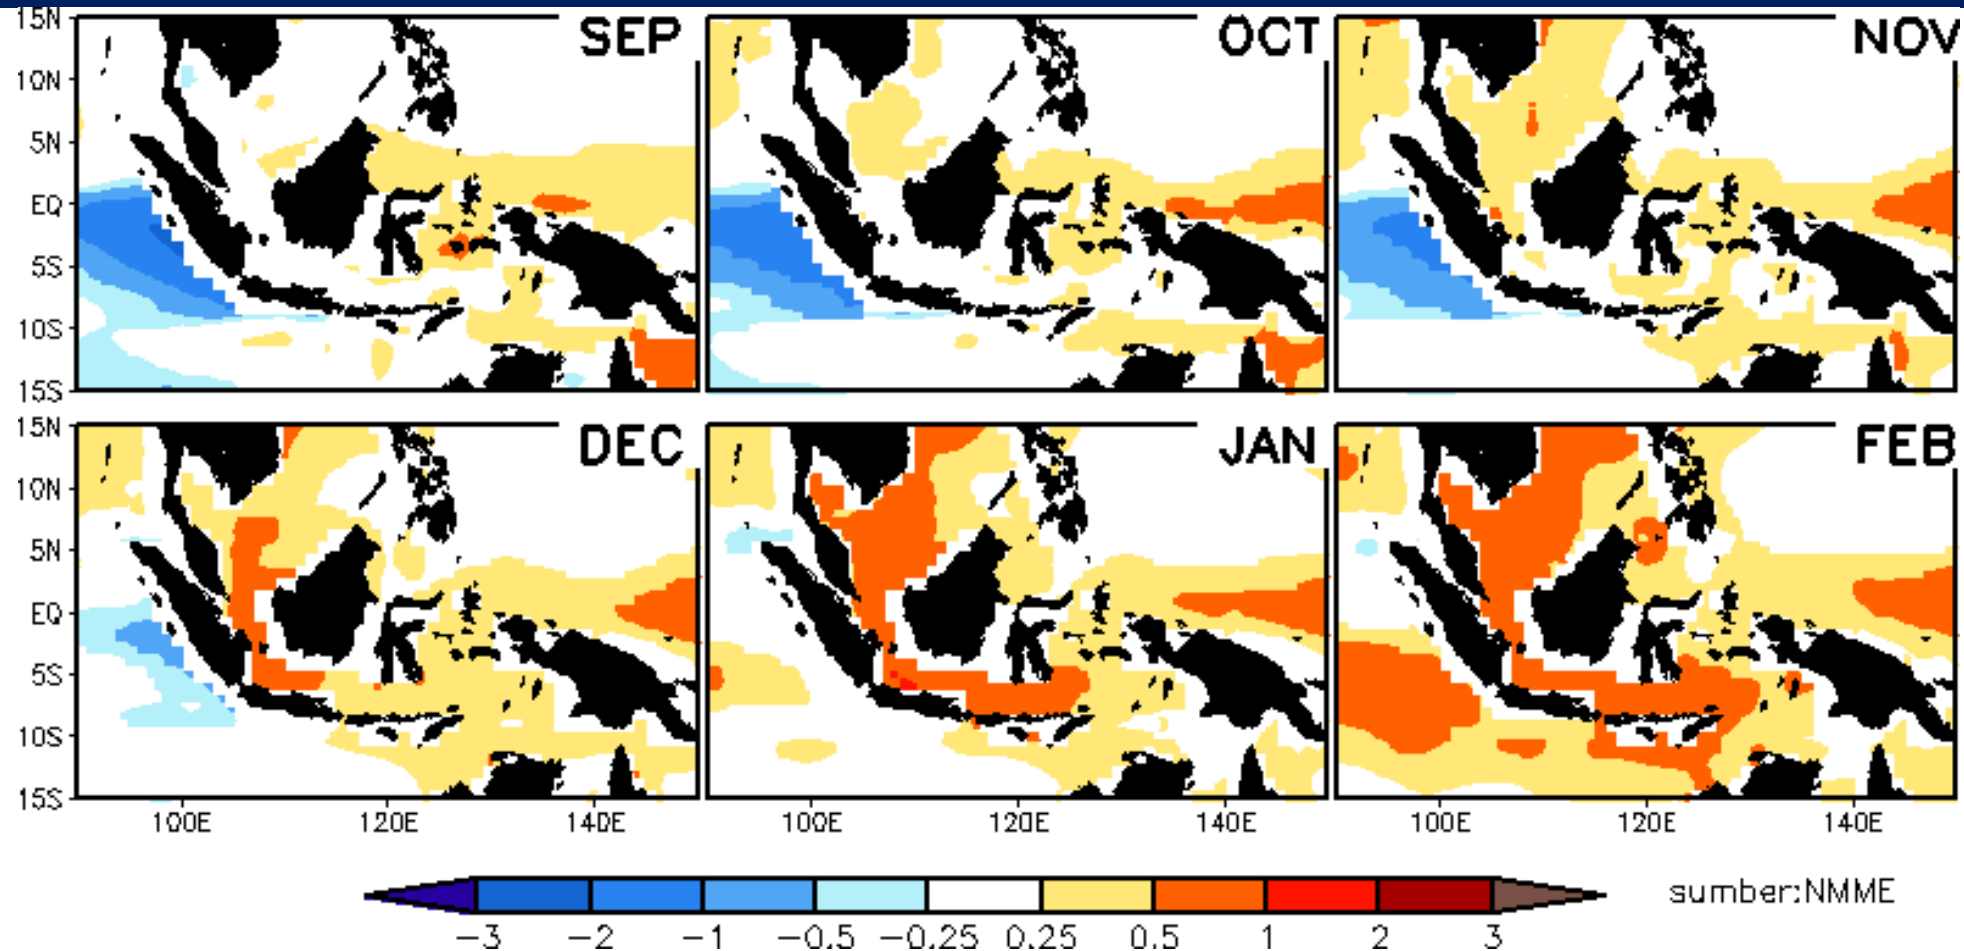 15N SEP OCT NOV
10N
5N
EQ
5S
10S
15S
15N DEC JAN FEB
10N
5N
EQ
5S
10S
15S
100E 120E 140E 100E 120E 140E 100E 120E 140E
-3 -2 -1 -0.5 -0.25 0.25 0.5 1 2 3
sumber:NMME